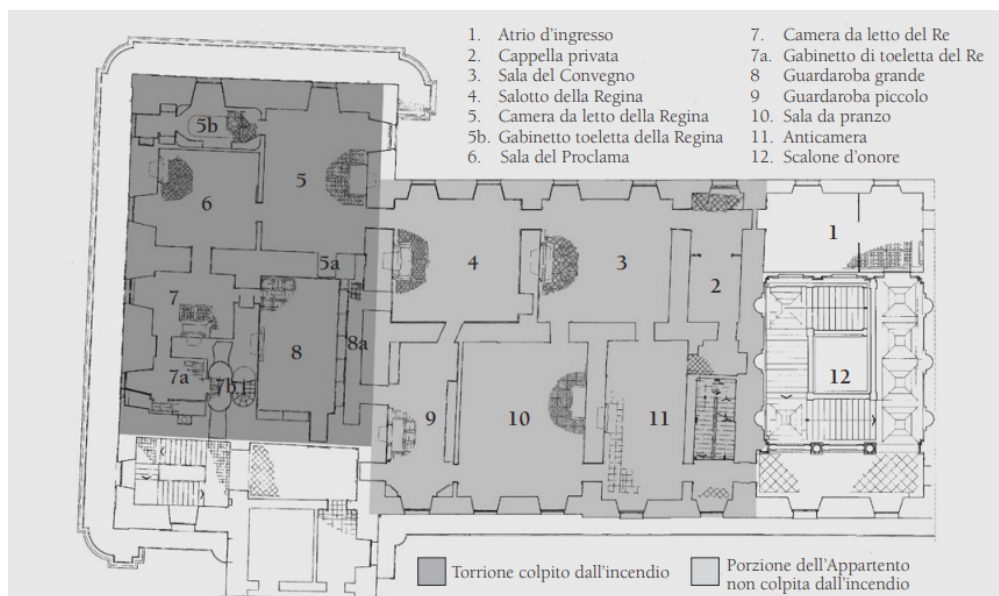 1. Atrio d'ingresso
2. Cappella privata
3. Sala del Convegno
4. Salotto della Regina
5. Camera da letto della Regina
5b. Gabinetto toeletta della Regina
6. Sala del Proclama
7. Camera da letto del Re
7a. Gabinetto di toeletta del Re
8 Guardaroba grande
9 Guardaroba piccolo
10. Sala da pranzo
11. Anticamera
12. Scalone d'onore
5b
5
6
5a
4
3
2
1
7
8
8a
7a
7b
9
10
11
12
Torrione colpito dall'incendio
Porzione dell'Appartento
non colpita dall'incendio